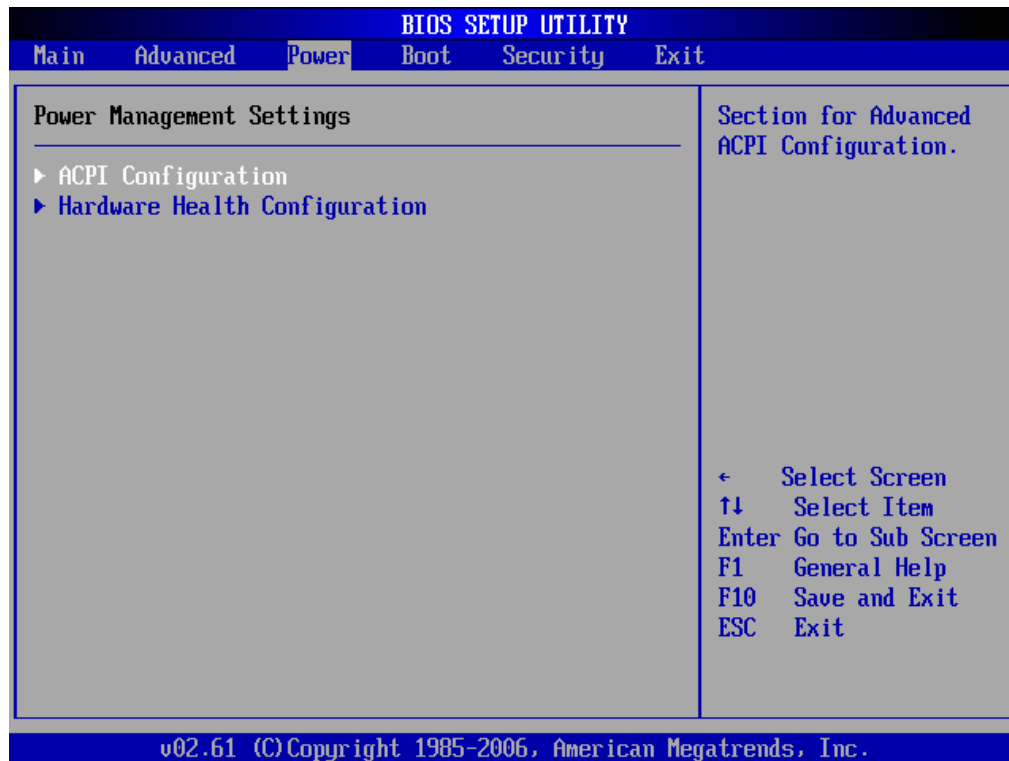 BIOS SETUP UTILITY
Main Advanced Power Boot Security Exit
Power Management Settings
▶ ACPI Configuration
▶ Hardware Health Configuration
Section for Advanced
ACPI Configuration.
← Select Screen
↑↓ Select Item
Enter Go to Sub Screen
F1 General Help
F10 Save and Exit
ESC Exit
v02.61 (C)Copyright 1985-2006, American Megatrends, Inc.